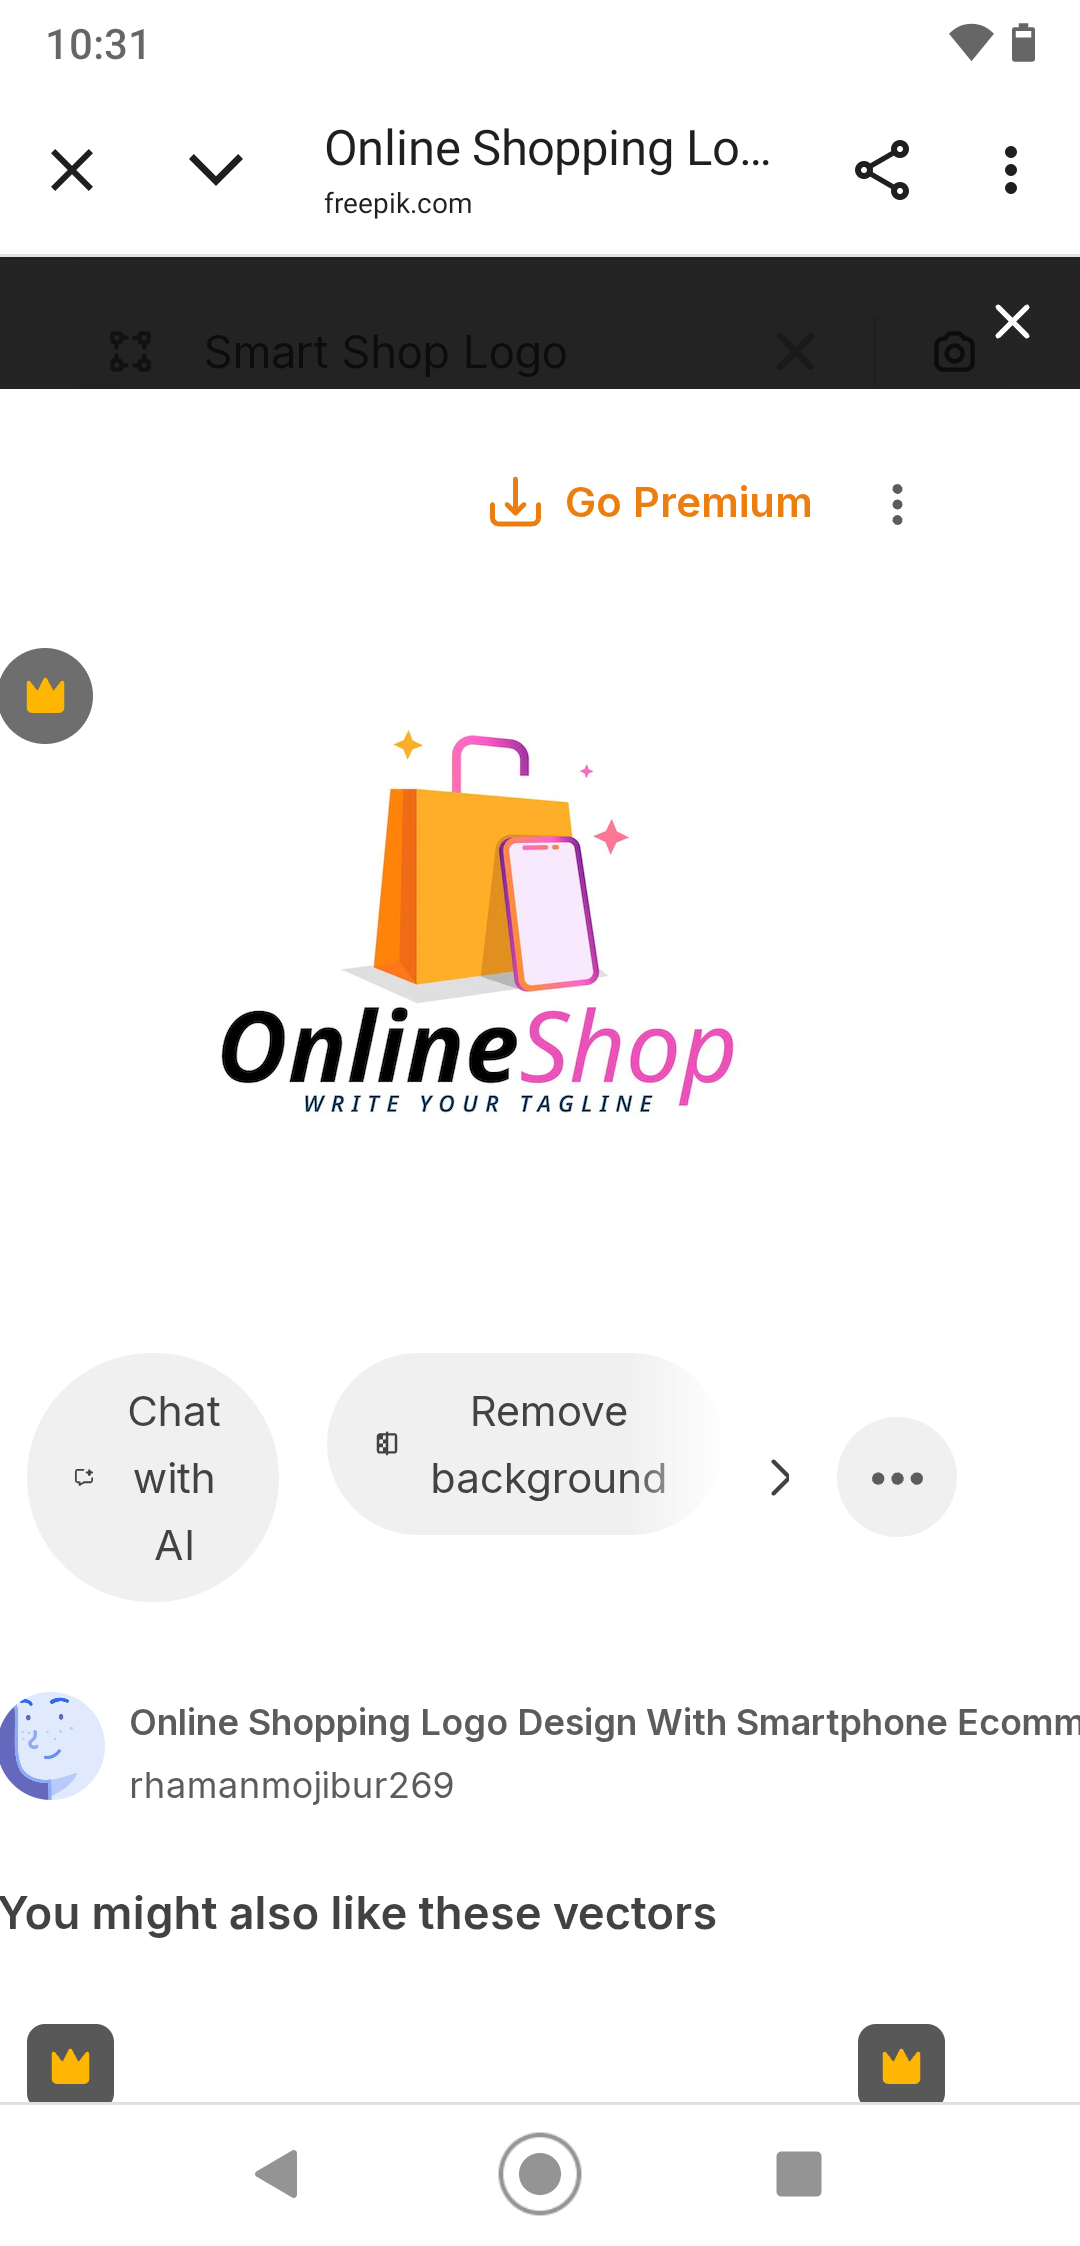 10:31
Online Shopping Lo...
freepik.com
Smart Shop Logo
Go Premium
OnlineShop
WRITE YOUR TAGLINE
Chat
with
AI
Remove
background
Online Shopping Logo Design With Smartphone Ecomm
rhamanmojibur269
You might also like these vectors